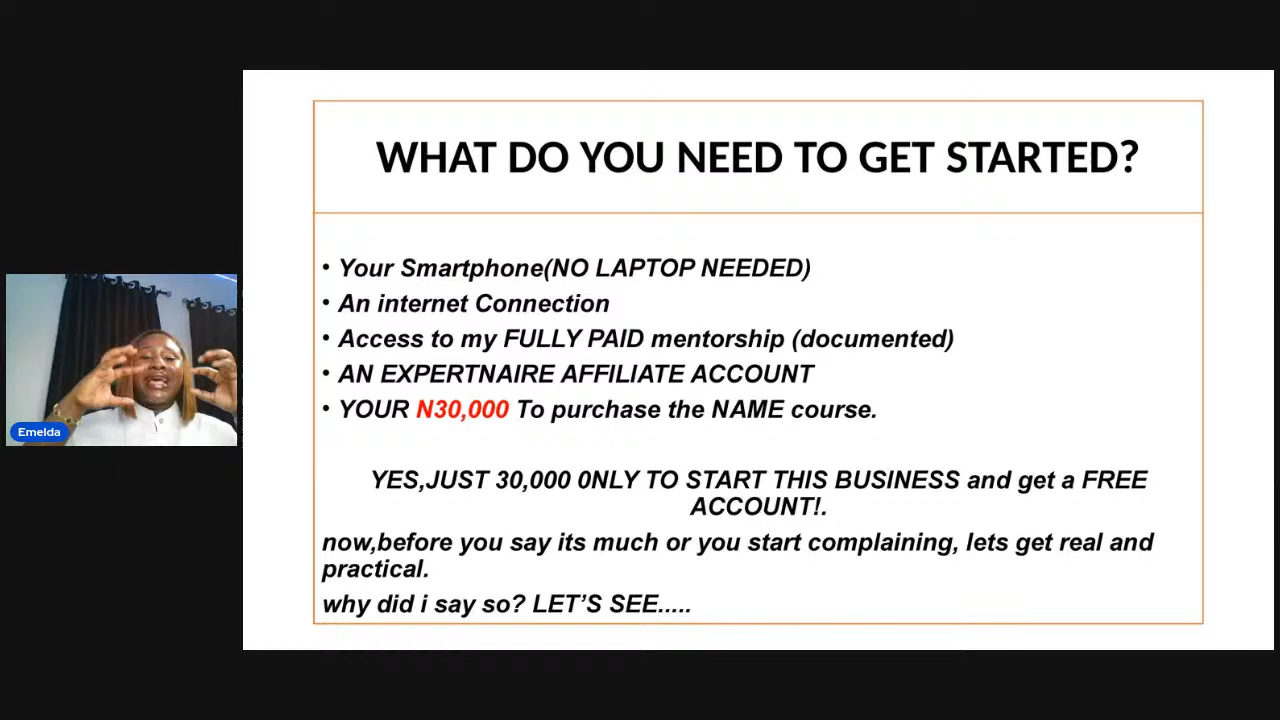 WHAT DO YOU NEED TO GET STARTED?
• Your Smartphone(NO LAPTOP NEEDED)
• An internet Connection
• Access to my FULLY PAID mentorship (documented)
• AN EXPERTNAIRE AFFILIATE ACCOUNT
• YOUR N30,000 To purchase the NAME course.
YES,JUST 30,000 0NLY TO START THIS BUSINESS and get a FREE
ACCOUNT!.
now,before you say its much or you start complaining, lets get real and
practical.
why did i say so? LET’S SEE.....
Emelda